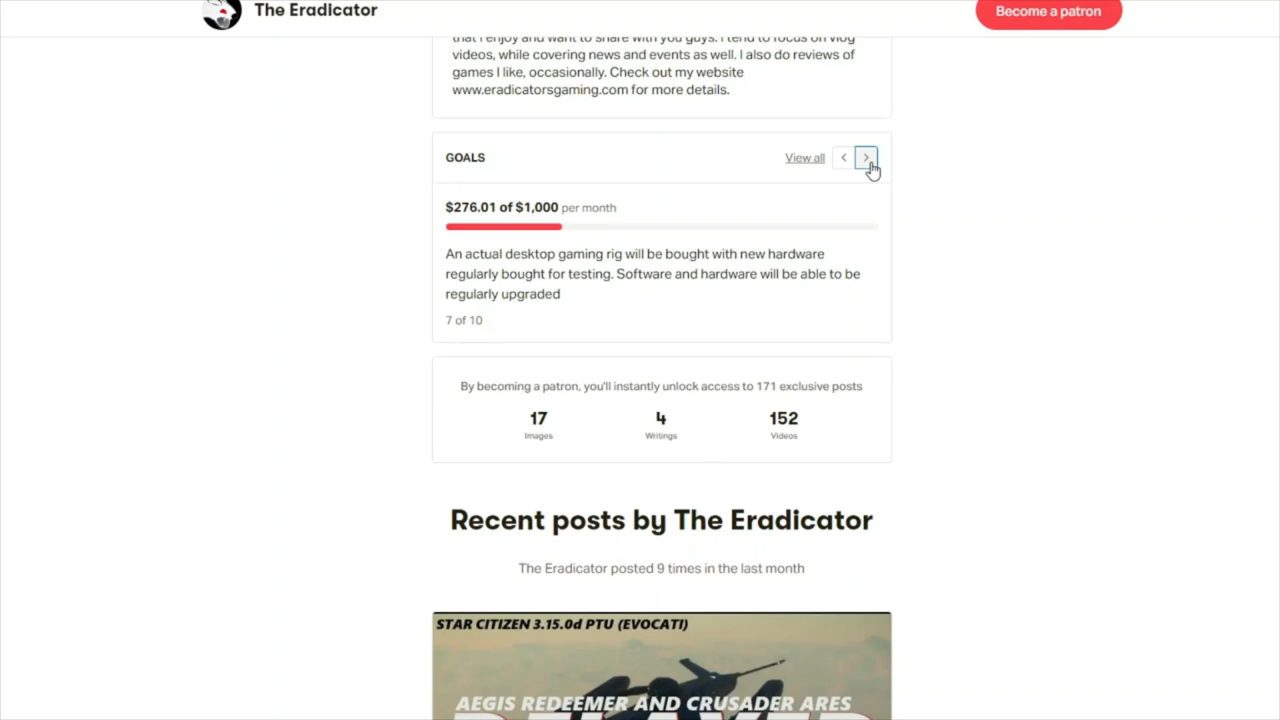 The Eradicator
Become a patron
that I enjoy and want to share with you guys. I tend to focus on vlog
videos, while covering news and events as well. I also do reviews of
games I like, occasionally. Check out my website
www.eradicatorsgaming.com for more details.
GOALS
View all
$276.01 of $1,000 per month
An actual desktop gaming rig will be bought with new hardware
regularly bought for testing. Software and hardware will be able to be
regularly upgraded
7 of 10
By becoming a patron, you'll instantly unlock access to 171 exclusive posts
17
4
152
Images
Writings
Videos
Recent posts by The Eradicator
The Eradicator posted 9 times in the last month
STAR CITIZEN 3.15.0d PTU (EVOCATI)
AEGIS REDEEMER AND CRUSADER ARES